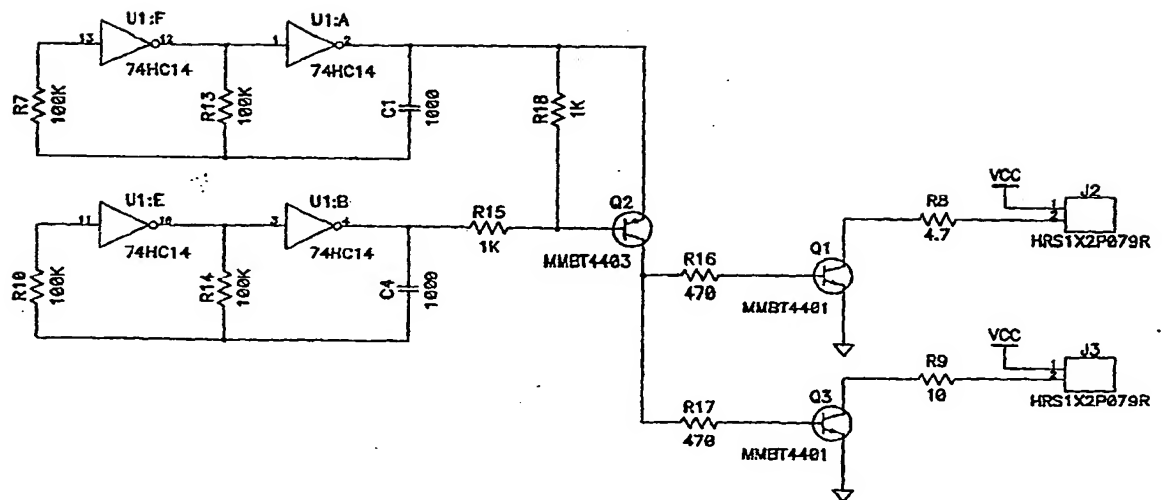 U1:F
13
12
74HC14
U1:A
1
2
74HC14
R7
100K
R13
100K
C1
1000
R18
1K
U1:E
11
10
74HC14
U1:B
3
4
74HC14
R10
100K
R14
100K
C4
1000
R15
1K
Q2
MMBT4403
R16
470
Q1
MMBT4401
R8
4.7
VCC
J2
1
2
HRS1X2P079R
R17
470
Q3
MMBT4401
R9
10
VCC
J3
1
2
HRS1X2P079R